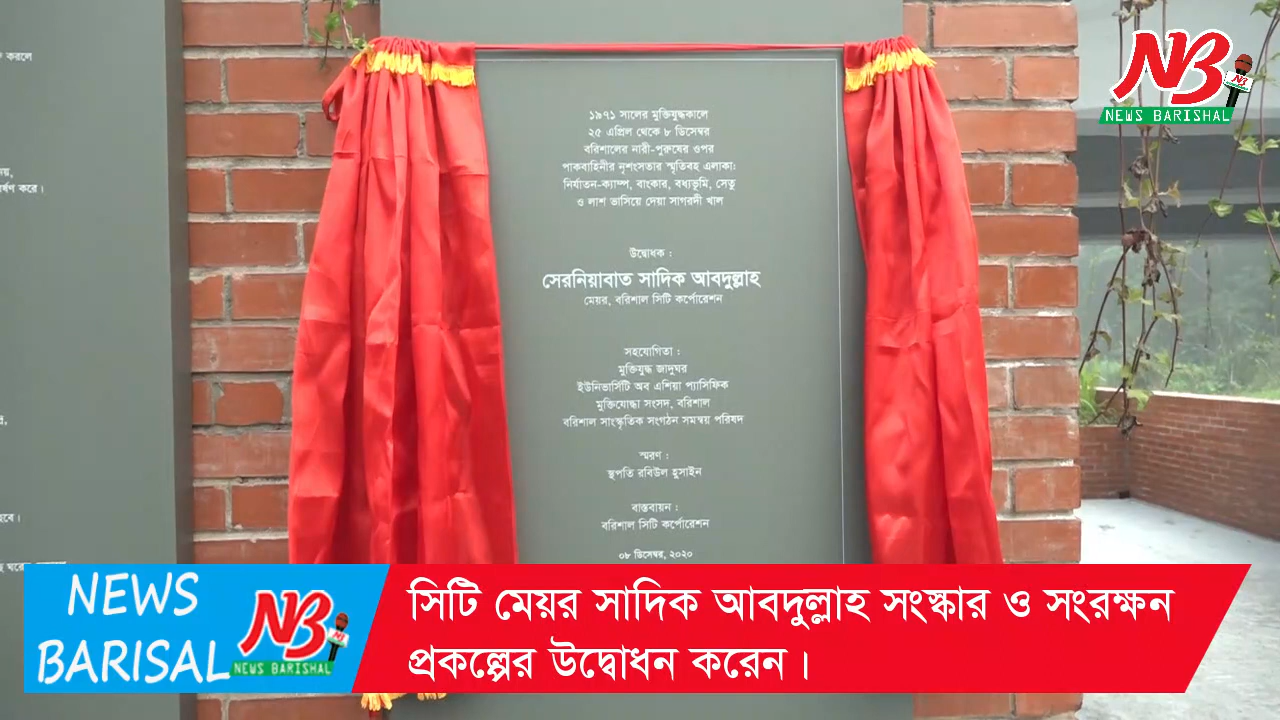 করলে
র্ষণ করে।
NB
NEWS BARISHAL
১৯৭১ সালের মুক্তিযুদ্ধকালে
২৫ এপ্রিল থেকে ৮ ডিসেম্বর
বরিশালের নারী-পুরুষের ওপর
পাকবাহিনীর নৃশংসতার স্মৃতিবহ এলাকা:
নির্যাতন-ক্যাম্প, বাংকার, বধ্যভূমি, সেতু
ও লাশ ভাসিয়ে দেয়া সাগরদী খাল
উদ্বোধক :
সেরনিয়াবাত সাদিক আবদুল্লাহ
মেয়র, বরিশাল সিটি কর্পোরেশন
সহযোগিতা :
মুক্তিযুদ্ধ জাদুঘর
ইউনিভার্সিটি অব এশিয়া প্যাসিফিক
মুক্তিযোদ্ধা সংসদ, বরিশাল
বরিশাল সাংস্কৃতিক সংগঠন সমন্বয় পরিষদ
স্মরণ :
স্থপতি রবিউল হুসাইন
বাস্তবায়ন :
বরিশাল সিটি কর্পোরেশন
০৮ ডিসেম্বর, ২০২০
NEWS
BARISAL
NB
NEWS BARISHAL
সিটি মেয়র সাদিক আবদুল্লাহ সংস্কার ও সংরক্ষন
প্রকল্পের উদ্বোধন করেন।